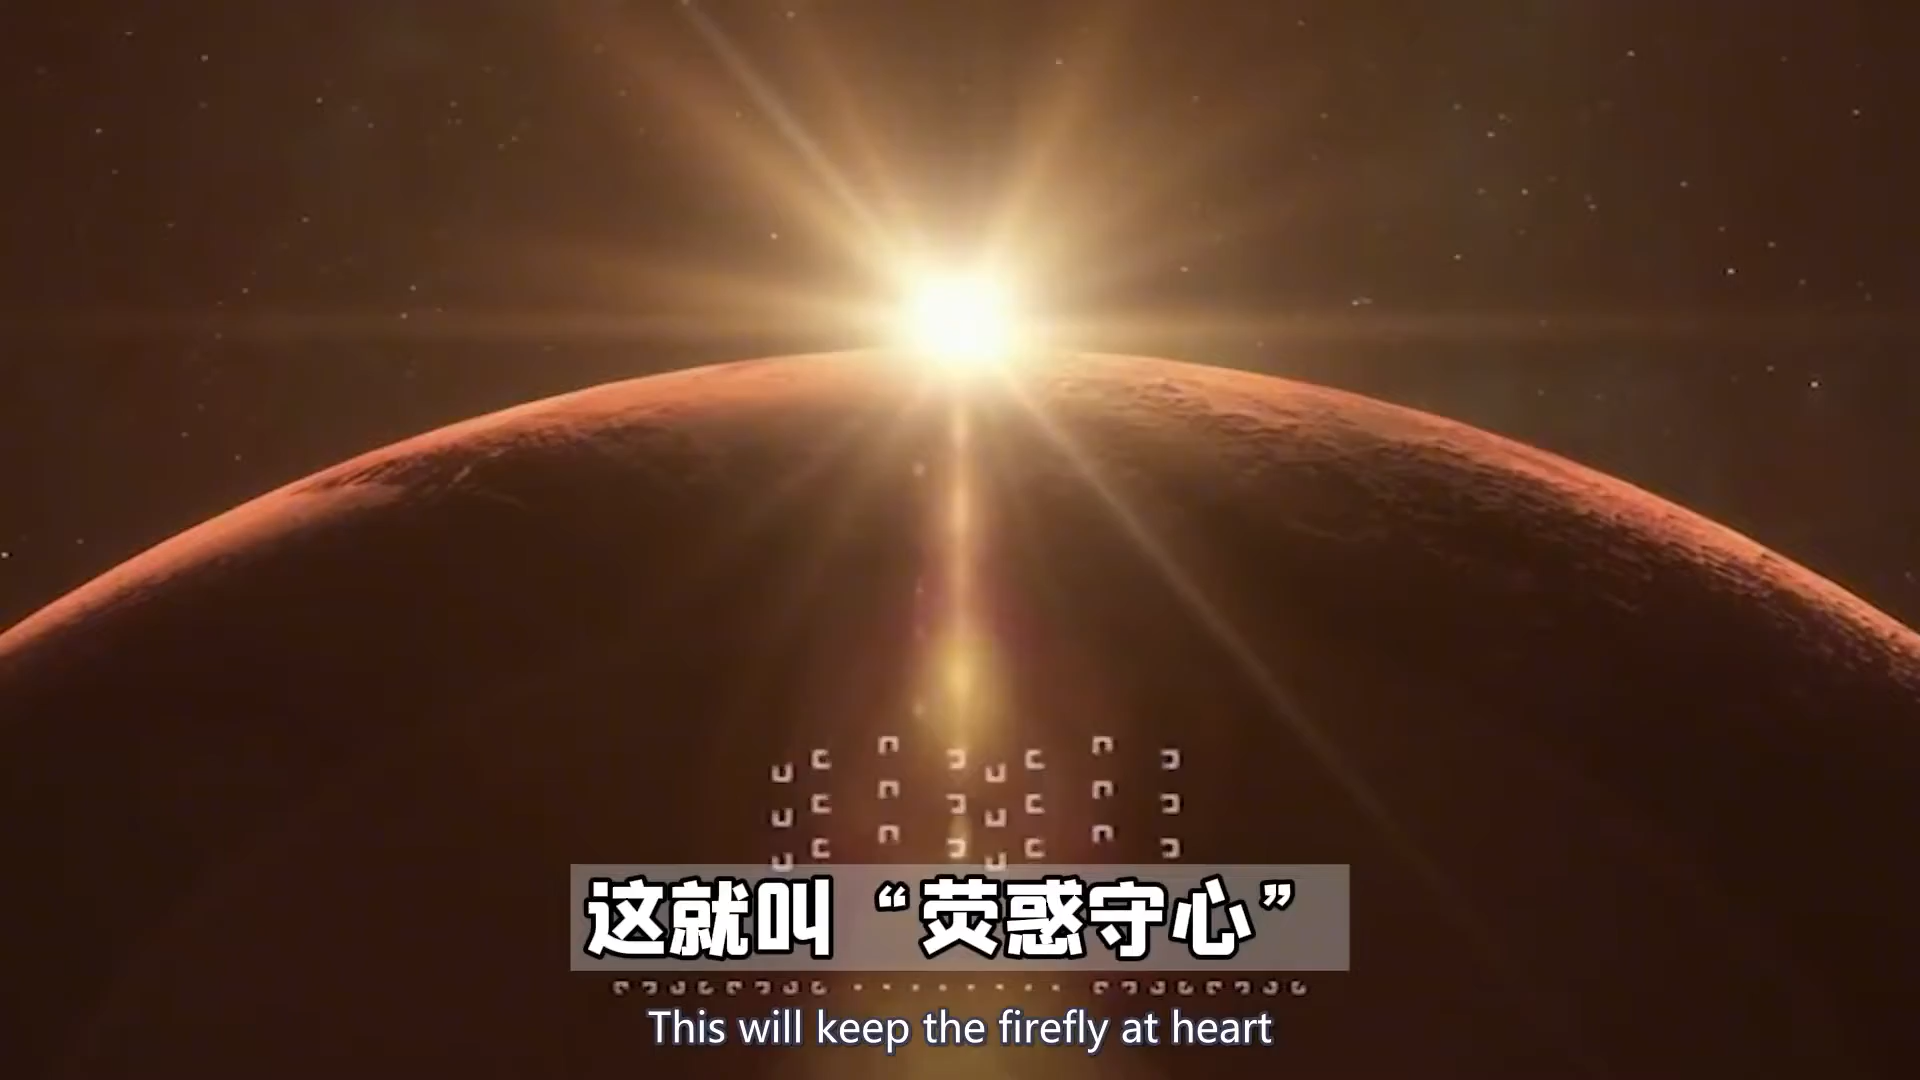 这就叫“荧惑守心”
This will keep the firefly at heart